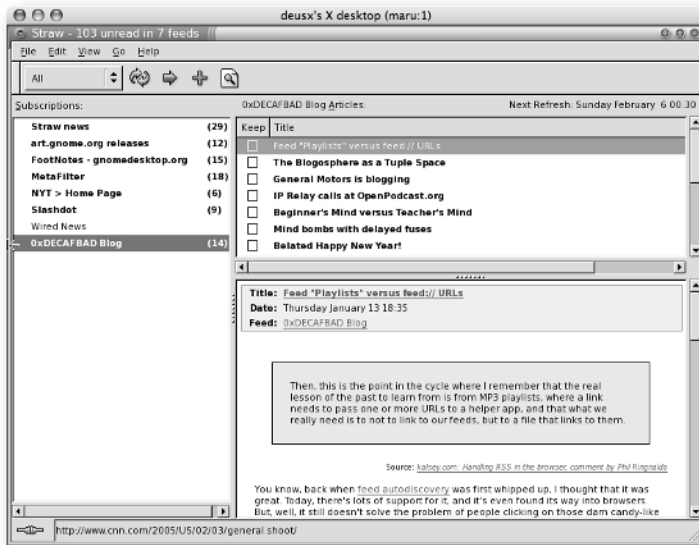 deusx's X desktop (maru:1)
Straw - 103 unread in 7 feeds
File Edit View Go Help
All
Subscriptions:
0xDECAFBAD Blog Articles:
Next Refresh: Sunday February 6 00:30
Straw news (29)
art.gnome.org releases (12)
FootNotes - gnomedesktop.org (15)
MetaFilter (18)
NYT > Home Page (6)
Slashdot (9)
Wired News
0xDECAFBAD Blog (14)
Keep Title
Feed "Playlists" versus feed:// URLs
The Blogosphere as a Tuple Space
General Motors is blogging
IP Relay calls at OpenPodcast.org
Beginner's Mind versus Teacher's Mind
Mind bombs with delayed fuses
Belated Happy New Year!
Title: Feed "Playlists" versus feed:// URLs
Date: Thursday January 13 18:35
Feed: 0xDECAFBAD Blog
Then, this is the point in the cycle where I remember that the real
lesson of the past to learn from is from MP3 playlists, where a link
needs to pass one or more URLs to a helper app, and that what we
really need is to not to link to our feeds, but to a file that links to them.
Source: kalsey.com: Handling RSS in the browser, comment by Phil Ringnalda
You know, back when feed autodiscovery was first whipped up, I thought that it was
great. Today, there's lots of support for it, and it's even found its way into browsers.
But, well, it still doesn't solve the problem of people clicking on those darn candy-like
http://www.cnn.com/2005/US/02/03/general.shoot/